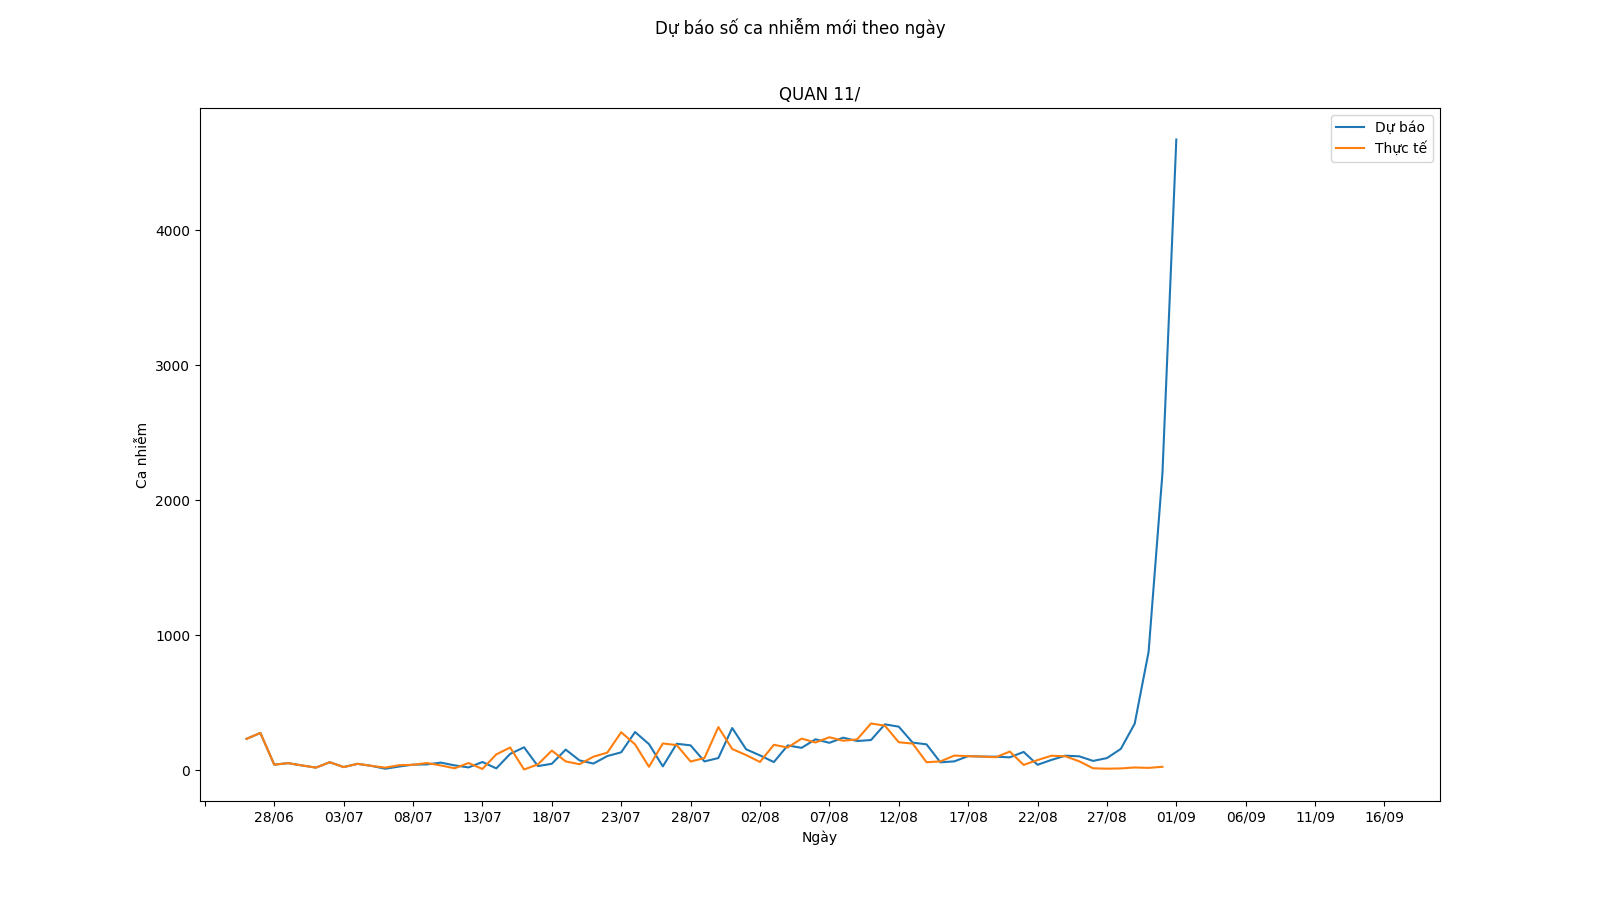 Dự báo số ca nhiễm mới theo ngày
QUAN 11/
Dự báo
Thực tế
4000
3000
2000
1000
0
Ca nhiễm
28/06 03/07 08/07 13/07 18/07 23/07 28/07 02/08 07/08 12/08 17/08 22/08 27/08 01/09 06/09 11/09 16/09
Ngày